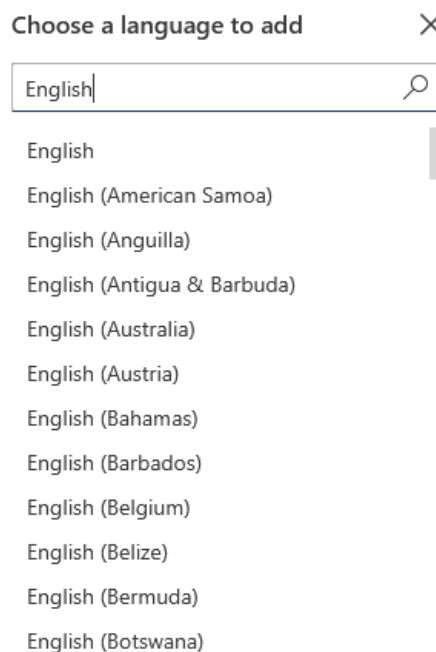 Choose a language to add
English
English
English (American Samoa)
English (Anguilla)
English (Antigua & Barbuda)
English (Australia)
English (Austria)
English (Bahamas)
English (Barbados)
English (Belgium)
English (Belize)
English (Bermuda)
English (Botswana)